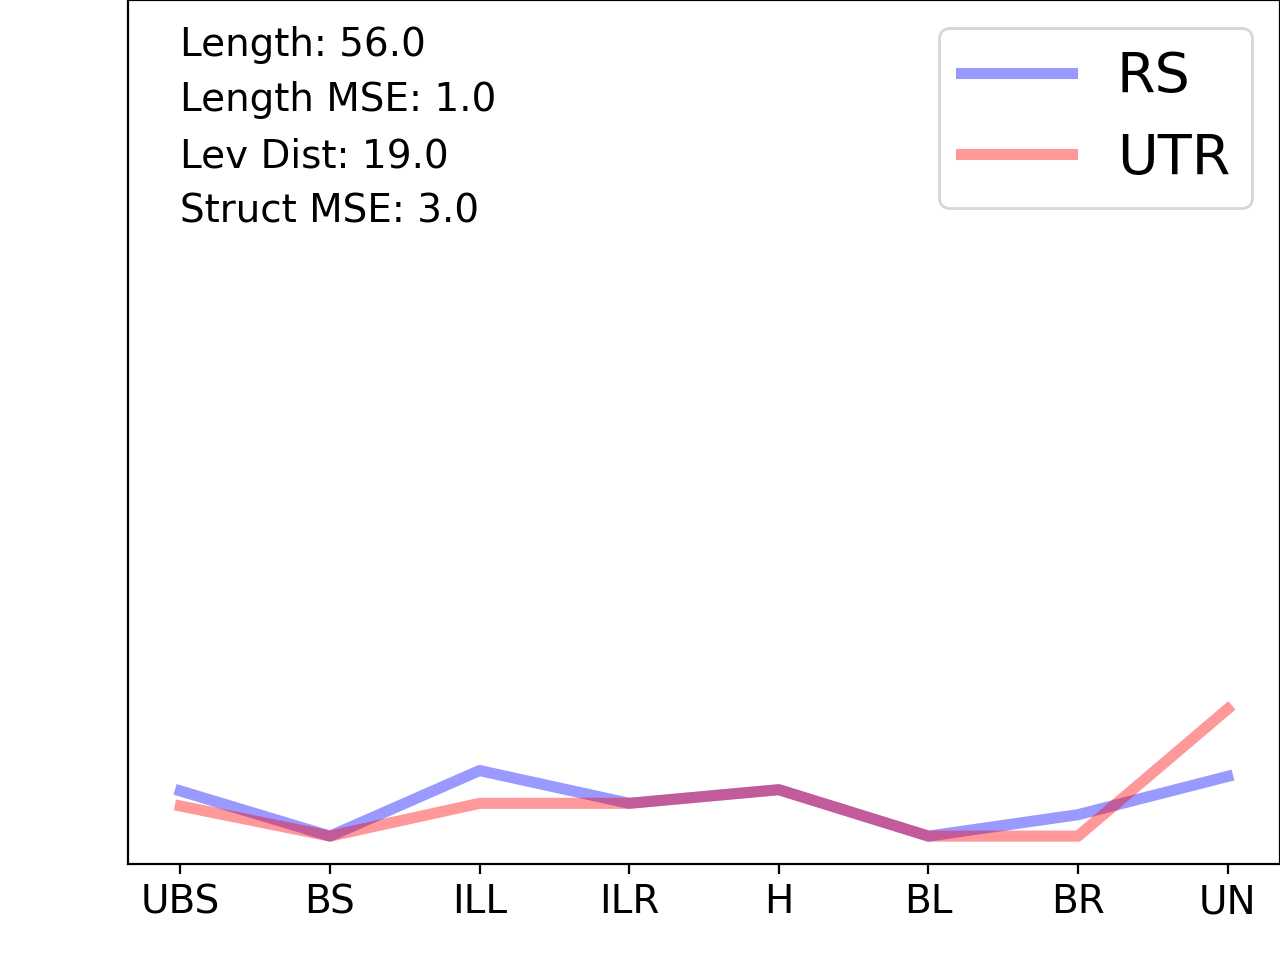 Length: 56.0
Length MSE: 1.0
Lev Dist: 19.0
Struct MSE: 3.0
RS
UTR
UBS BS ILL ILR H BL BR UN